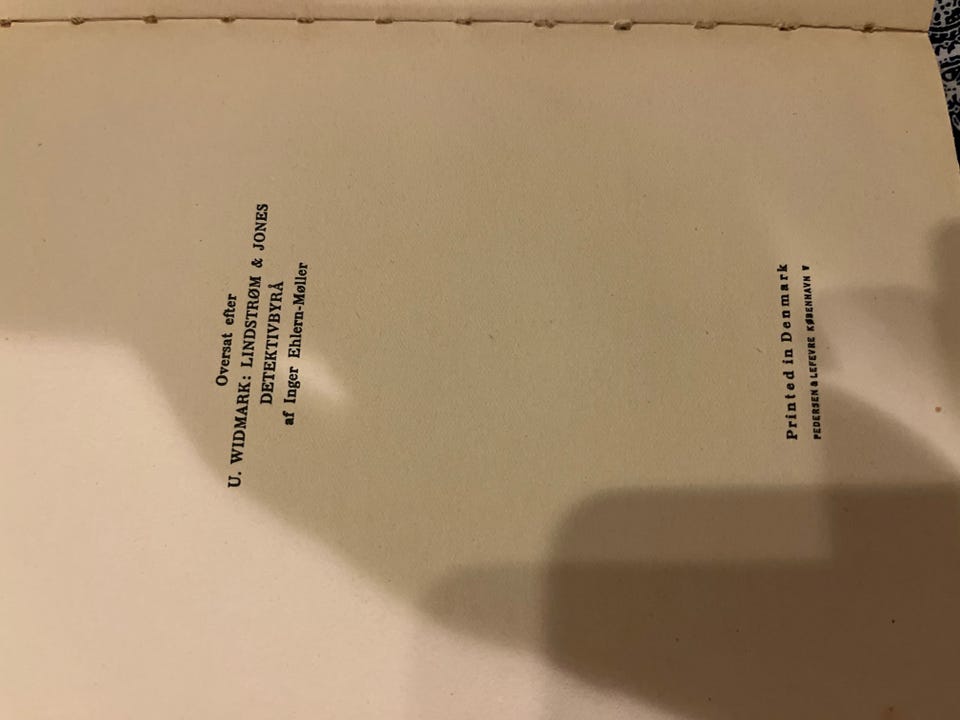 Oversat efter
U. WIDMARK: LINDSTRØM & JONES
DETEKTIVBYRÅ
af Inger Ehlern-Møller
Printed in Denmark
PEDERSEN & LEFEVRE KØBENHAVN V